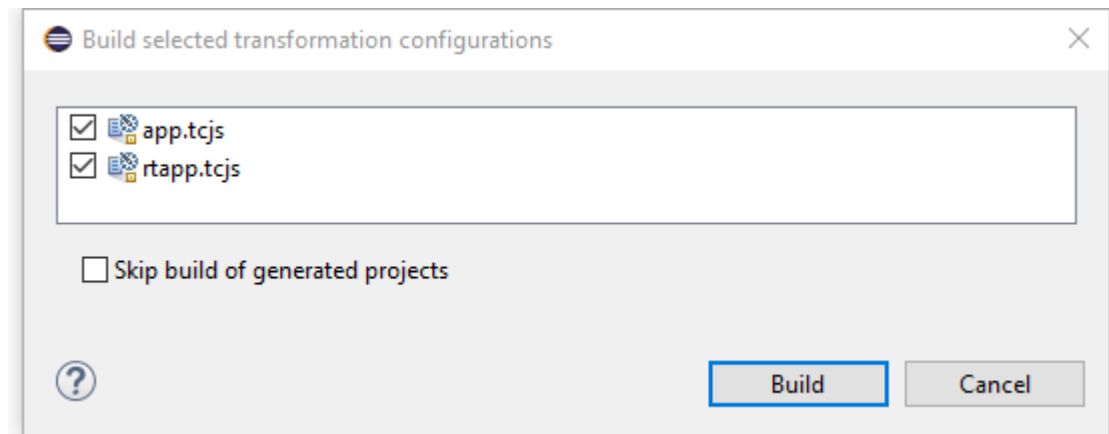 Build selected transformation configurations
app.tcjs
rtapp.tcjs
Skip build of generated projects
?
Build
Cancel